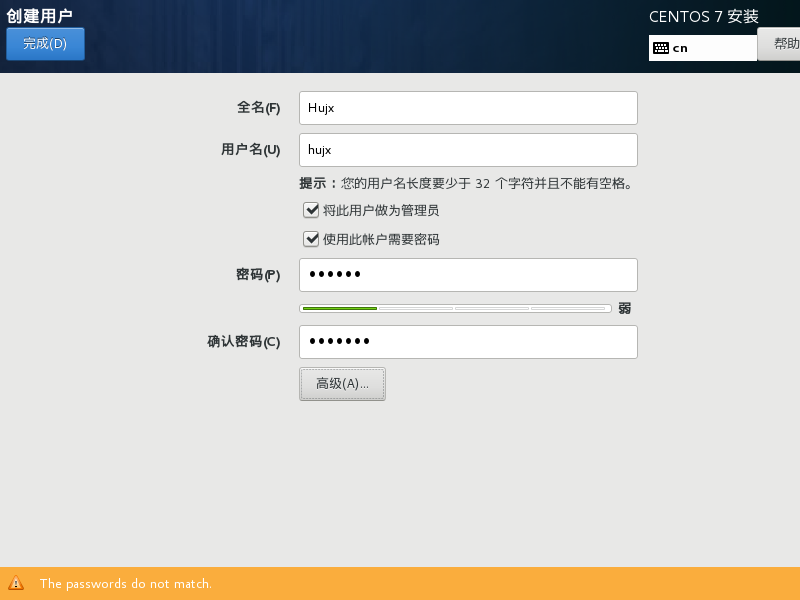 创建用户
CENTOS 7 安装
完成(D)
cn
帮助
全名(F)
Hujx
用户名(U)
hujx
提示：您的用户名长度要少于 32 个字符并且不能有空格。
将此用户做为管理员
使用此帐户需要密码
密码(P)
••••••
弱
确认密码(C)
•••••••
高级(A)...
The passwords do not match.